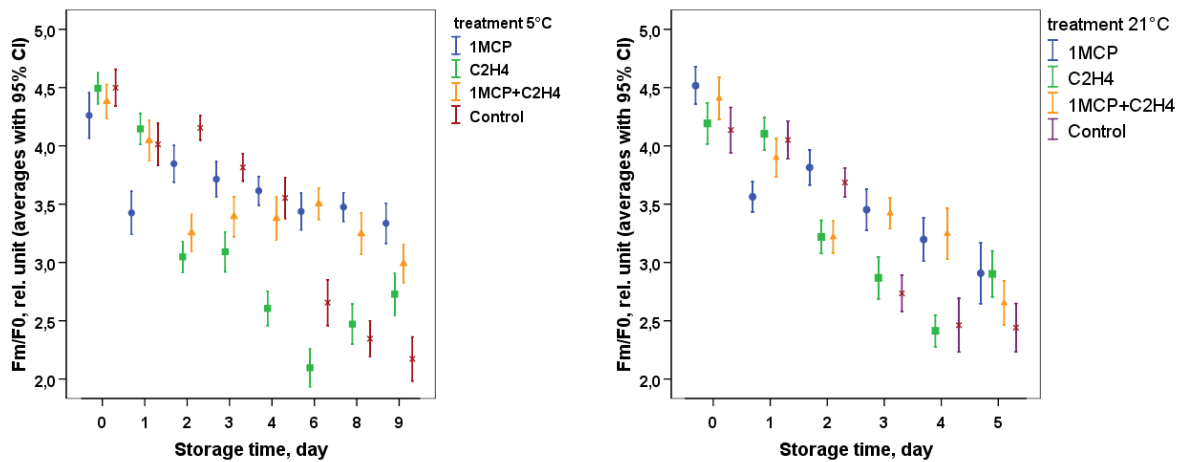 treatment 5°C
1MCP
C2H4
1MCP+C2H4
Control
Fm/F0, rel. unit (averages with 95% CI)
5,0
4,5
4,0
3,5
3,0
2,5
2,0
0 1 2 3 4 6 8 9
Storage time, day
treatment 21°C
1MCP
C2H4
1MCP+C2H4
Control
Fm/F0, rel. unit (averages with 95% CI)
5,0
4,5
4,0
3,5
3,0
2,5
2,0
0 1 2 3 4 5
Storage time, day